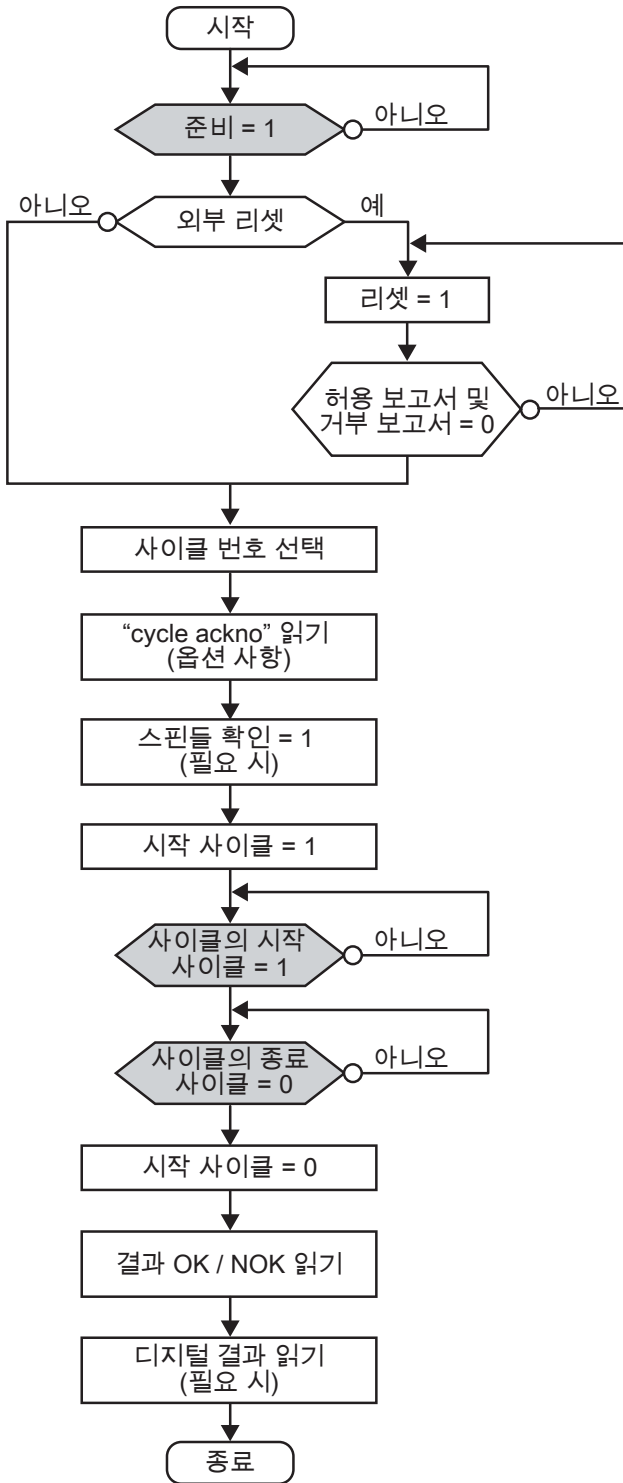 시작
준비 = 1
아니오
아니오
외부 리셋
예
리셋 = 1
허용 보고서 및
거부 보고서 = 0
아니오
사이클 번호 선택
“cycle ackno” 읽기
(옵션 사항)
스핀들 확인 = 1
(필요 시)
시작 사이클 = 1
사이클의 시작
사이클 = 1
아니오
사이클의 종료
사이클 = 0
아니오
시작 사이클 = 0
결과 OK / NOK 읽기
디지털 결과 읽기
(필요 시)
종료